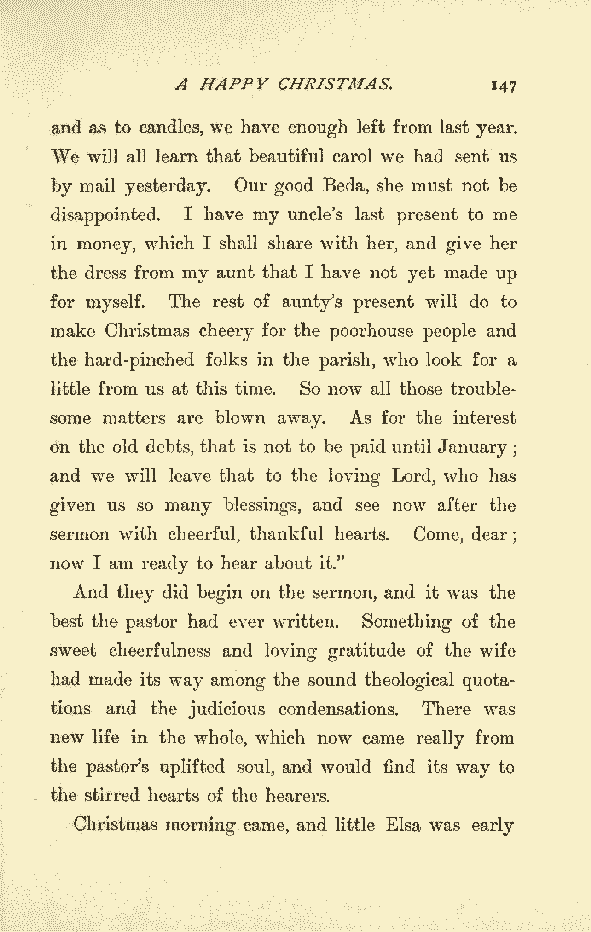 A HAPPY CHRISTMAS. 147
and as to candles, we have enough left from last year.
We will all learn that beautiful carol we had sent us
by mail yesterday. Our good Beda, she must not be
disappointed. I have my uncle's last present to me
in money, which I shall share with her, and give her
the dress from my aunt that I have not yet made up
for myself. The rest of aunty's present will do to
make Christmas cheery for the poorhouse people and
the hard-pinched folks in the parish, who look for a
little from us at this time. So now all those trouble-
some matters are blown away. As for the interest
on the old debts, that is not to be paid until January;
and we will leave that to the loving Lord, who has
given us so many blessings, and see now after the
sermon with cheerful, thankful hearts. Come, dear;
now I am ready to hear about it."
And they did begin on the sermon, and it was the
best the pastor had ever written. Something of the
sweet cheerfulness and loving gratitude of the wife
had made its way among the sound theological quota-
tions and the judicious condensations. There was
new life in the whole, which now came really from
the pastor's uplifted soul, and would find its way to
the stirred hearts of the hearers.
Christmas morning came, and little Elsa was early